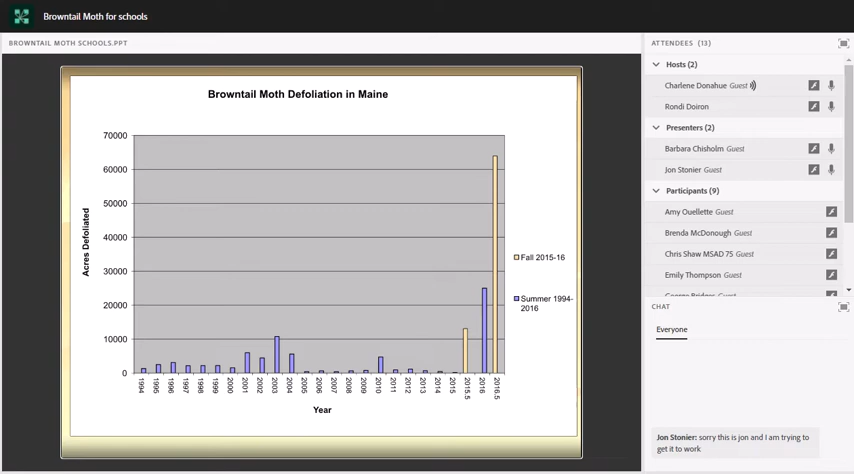 Browntail Moth for schools
BROWNTAIL MOTH SCHOOLS.PPT
Browntail Moth Defoliation in Maine
70000
60000
50000
40000
30000
20000
10000
0
Acres Defoliated
1994
1995
1996
1997
1998
1999
2000
2001
2002
2003
2004
2005
2006
2007
2008
2009
2010
2011
2012
2013
2014
2015
2015.5
2016
2016.5
Year
Fall 2015-16
Summer 1994-
2016
ATTENDEES (13)
Hosts (2)
Charlene Donahue Guest
Rondi Doiron
Presenters (2)
Barbara Chisholm Guest
Jon Stonier Guest
Participants (9)
Amy Ouellette Guest
Brenda McDonough Guest
Chris Shaw MSAD 75 Guest
Emily Thompson Guest
CHAT
Everyone
Jon Stonier: sorry this is jon and I am trying to
get it to work